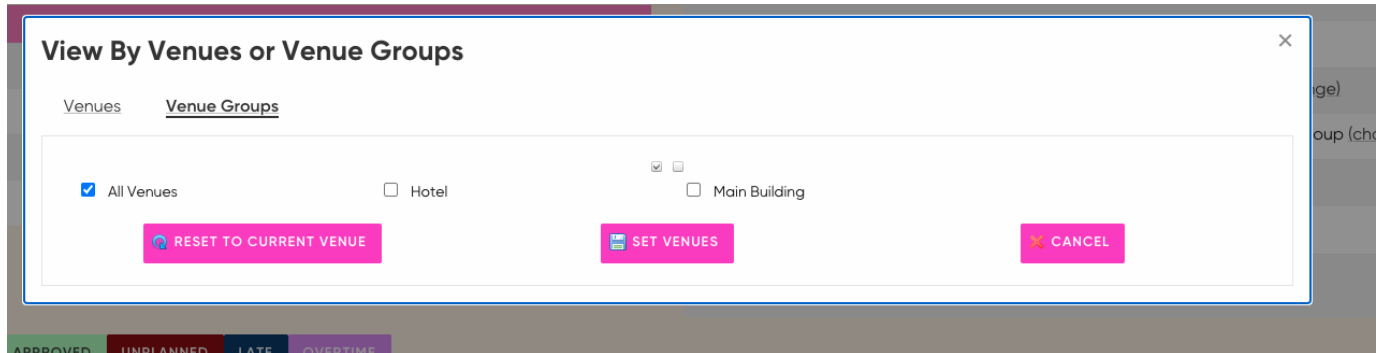 View By Venues or Venue Groups
×
Venues Venue Groups
nge)
oup (cho
All Venues Hotel Main Building
RESET TO CURRENT VENUE SET VENUES CANCEL
APPROVED UNPLANNED LATE OVERTIME